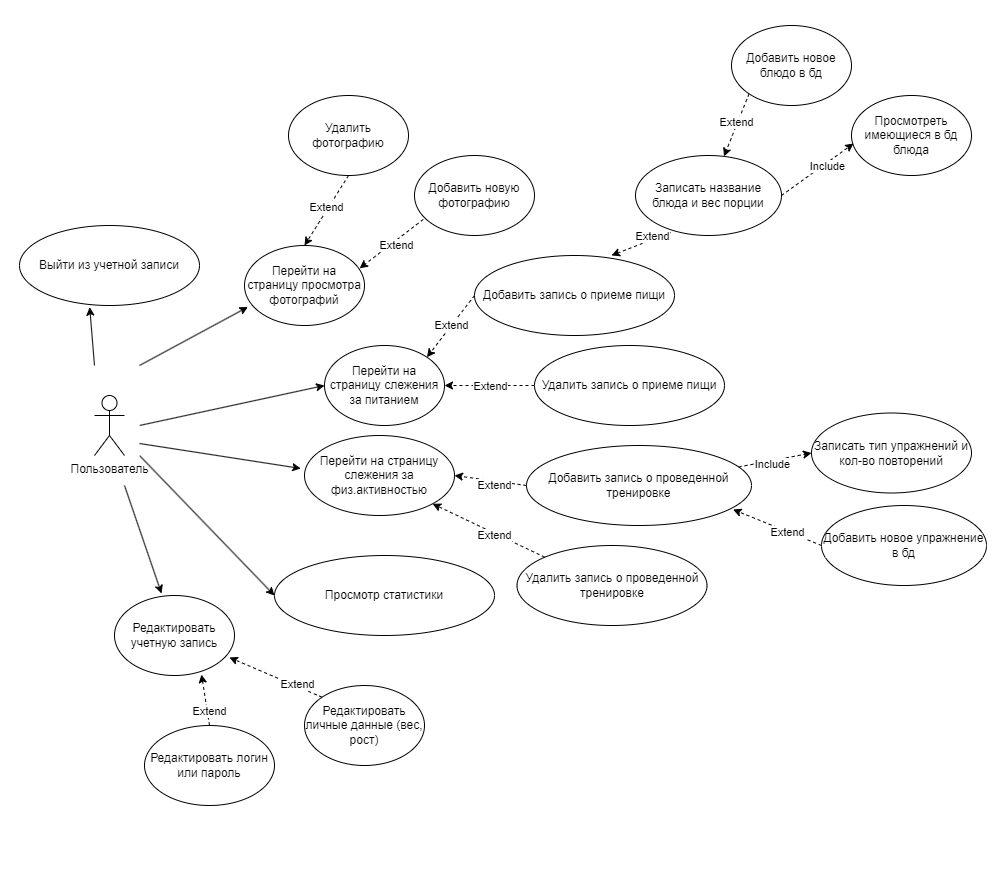 Добавить новое
блюдо в бд
Extend
Просмотреть
имеющиеся в бд
блюда
Include
Удалить
фотографию
Extend
Добавить новую
фотографию
Extend
Записать название
блюда и вес порции
Extend
Выйти из учетной записи
Перейти на
страницу просмотра
фотографий
Добавить запись о приеме пищи
Extend
Перейти на
страницу слежения
за питанием
Extend
Удалить запись о приеме пищи
Пользователь
Перейти на страницу
слежения за
физ.активностью
Extend
Добавить запись о проведенной
тренировке
Include
Записать тип упражнений и
кол-во повторений
Extend
Добавить новое упражнение
в бд
Extend
Удалить запись о проведенной
тренировке
Просмотр статистики
Редактировать
учетную запись
Extend
Редактировать
личные данные (вес,
рост)
Extend
Редактировать логин
или пароль